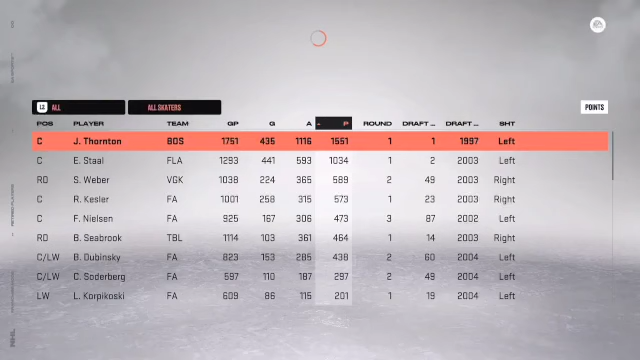 EA
L2 ALL ALL SKATERS POINTS
POS PLAYER TEAM GP G A P ROUND DRAFT ... DRAFT ... SHT
C J. Thornton BOS 1751 435 1116 1551 1 1 1997 Left
C E. Staal FLA 1293 441 593 1034 1 2 2003 Left
RD S. Weber VGK 1038 224 365 589 2 49 2003 Right
C R. Kesler FA 1001 258 315 573 1 23 2003 Right
C F. Nielsen FA 925 167 306 473 3 87 2002 Left
RD B. Seabrook TBL 1114 103 361 464 1 14 2003 Right
C/LW B. Dubinsky FA 823 153 285 438 2 60 2004 Left
C/LW C. Soderberg FA 597 110 187 297 2 49 2004 Left
LW L. Korpikoski FA 609 86 115 201 1 19 2004 Left
RETIRED PLAYERS
NHL